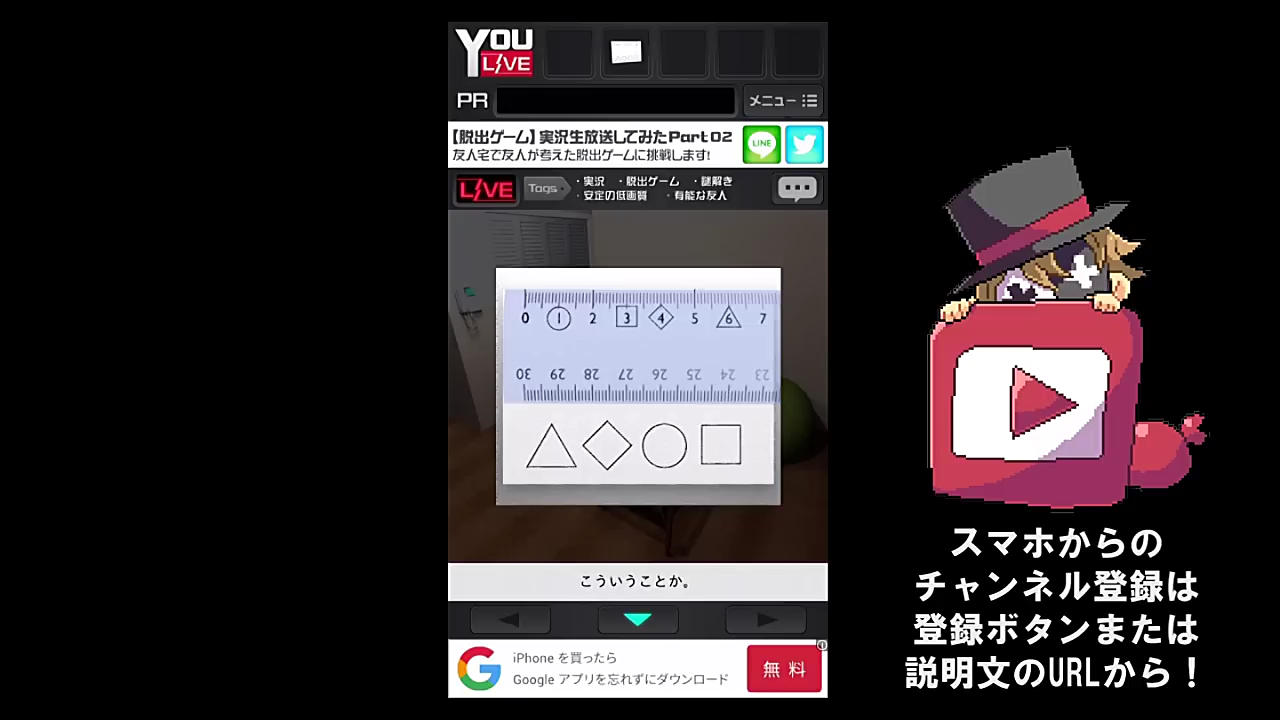 YOU
LIVE
PR
メニュー
【脱出ゲーム】実況生放送してみたPart02
友人宅で友人が考えた脱出ゲームに挑戦します!
LINE
LIVE
Tags
・実況 ・脱出ゲーム ・謎解き
・安定の低画質 ・有能な友人
0 1 2 3 4 5 6 7
30 29 28 27 26 25 24 23
こういうことか。
iPhone を買ったら
Google アプリを忘れずにダウンロード
無料
スマホからの
チャンネル登録は
登録ボタンまたは
説明文のURLから！